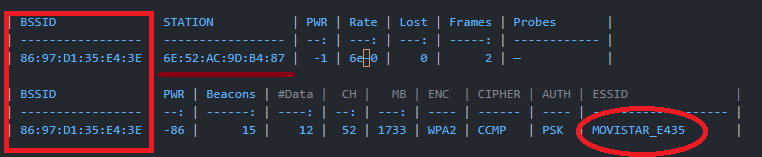 | BSSID | STATION | PWR | Rate | Lost | Frames | Probes |
| ----------------- | ----------------- | --: | ---: | ---: | -----: | ------------ |
| 86:97:D1:35:E4:3E | 6E:52:AC:9D:B4:87 | -1 | 6e-0 | 0 | 2 | — |
| BSSID | PWR | Beacons | #Data | CH | MB | ENC | CIPHER | AUTH | ESSID |
| ----------------- | --: | ------: | ----: | --: | ---: | ---- | ------ | ---- | ------------------- |
| 86:97:D1:35:E4:3E | -86 | 15 | 12 | 52 | 1733 | WPA2 | CCMP | PSK | MOVISTAR_E435 |